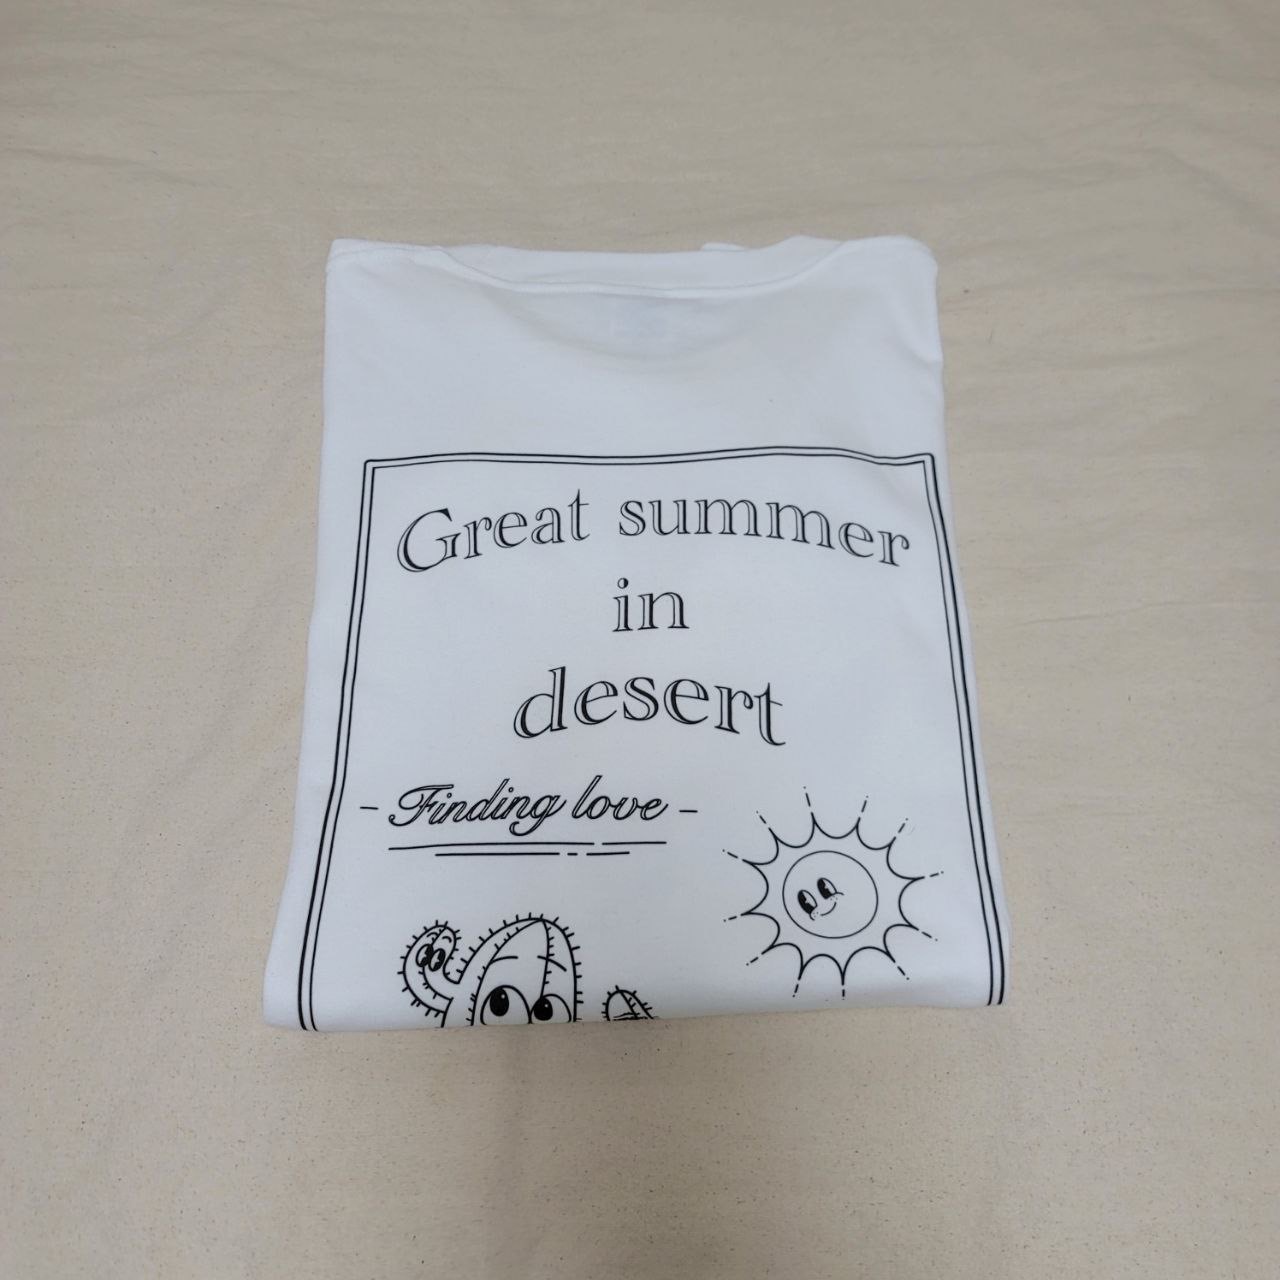 Great summer
in
desert
- Finding love -